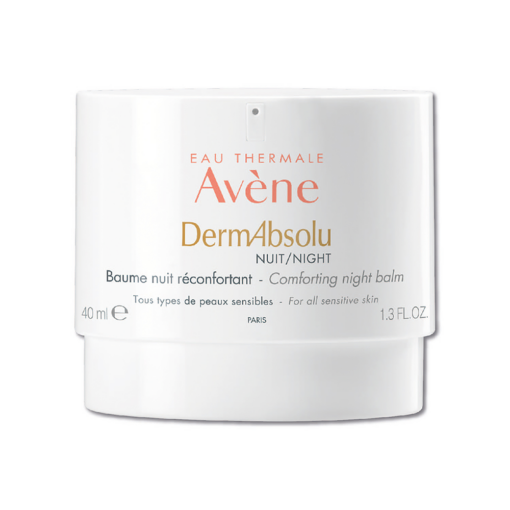 EAU THERMALE
Avène
DermAbsolu
NUIT/NIGHT
Baume nuit réconfortant - Comforting night balm
Tous types de peaux sensibles - For all sensitive skin
40 ml ℮ PARIS 1.3 FL.OZ.